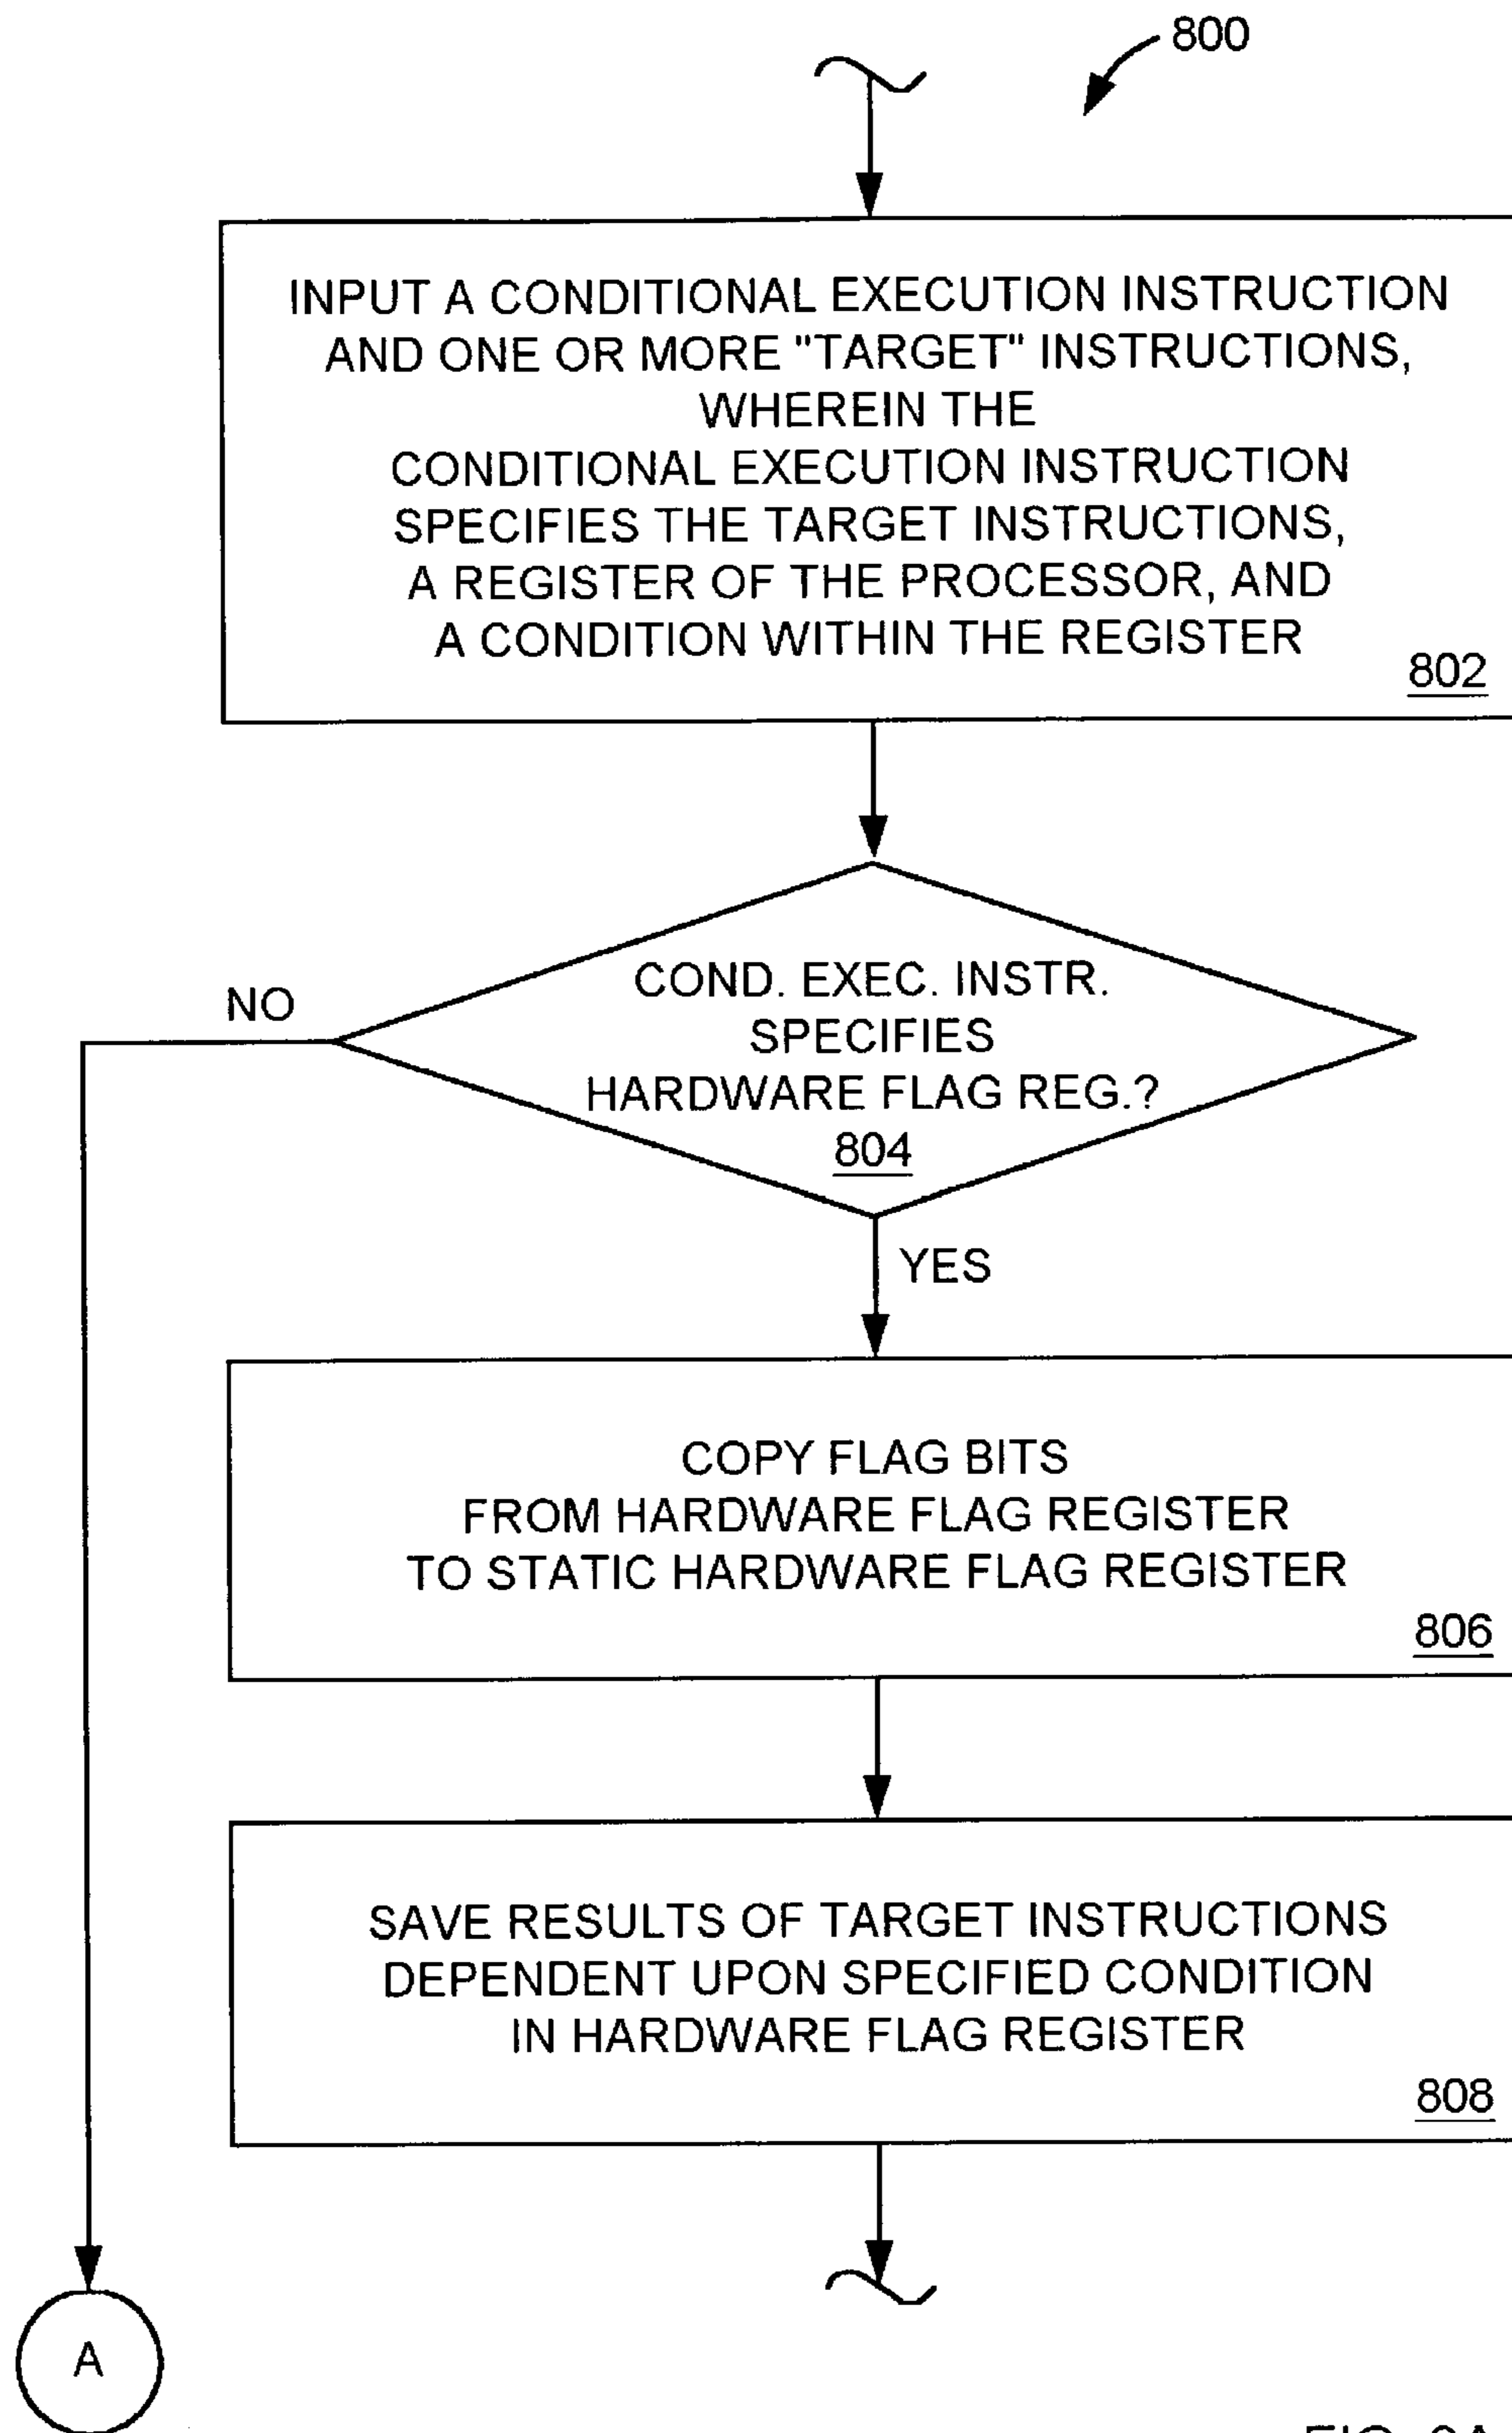 800
INPUT A CONDITIONAL EXECUTION INSTRUCTION
AND ONE OR MORE "TARGET" INSTRUCTIONS,
WHEREIN THE
CONDITIONAL EXECUTION INSTRUCTION
SPECIFIES THE TARGET INSTRUCTIONS,
A REGISTER OF THE PROCESSOR, AND
A CONDITION WITHIN THE REGISTER
802
COND. EXEC. INSTR.
SPECIFIES
HARDWARE FLAG REG.?
804
NO
YES
COPY FLAG BITS
FROM HARDWARE FLAG REGISTER
TO STATIC HARDWARE FLAG REGISTER
806
SAVE RESULTS OF TARGET INSTRUCTIONS
DEPENDENT UPON SPECIFIED CONDITION
IN HARDWARE FLAG REGISTER
808
A